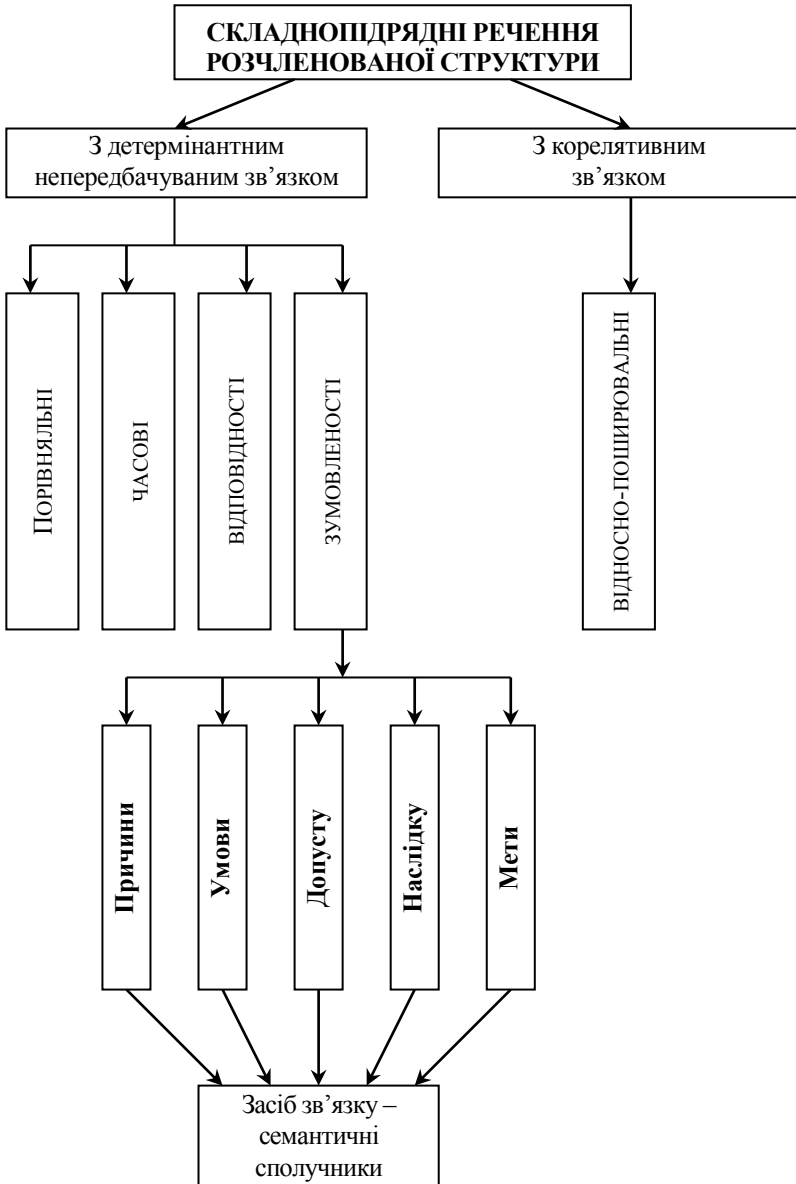 СКЛАДНОПІДРЯДНІ РЕЧЕННЯ
РОЗЧЛЕНОВАНОЇ СТРУКТУРИ
З детермінантним
непередбачуваним зв’язком
З корелятивним
зв’язком
ПОРІВНЯЛЬНІ
ЧАСОВІ
ВІДПОВІДНОСТІ
ЗУМОВЛЕНОСТІ
ВІДНОСНО-ПОШИРЮВАЛЬНІ
Причини
Умови
Допусту
Наслідку
Мети
Засіб зв’язку –
семантичні
сполучники